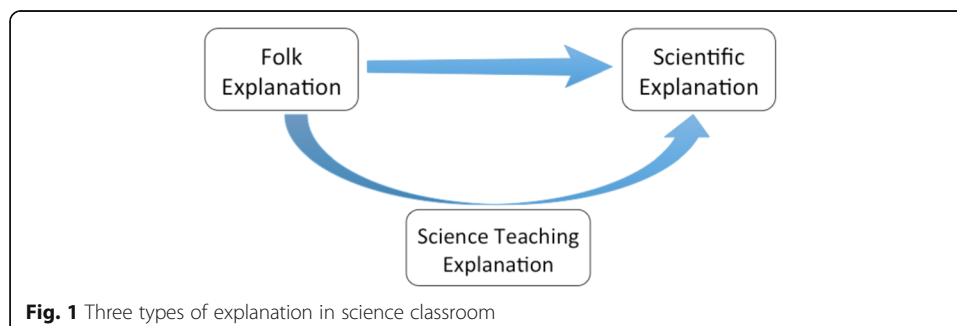 Folk
Explanation
Scientific
Explanation
Science Teaching
Explanation
Fig. 1 Three types of explanation in science classroom